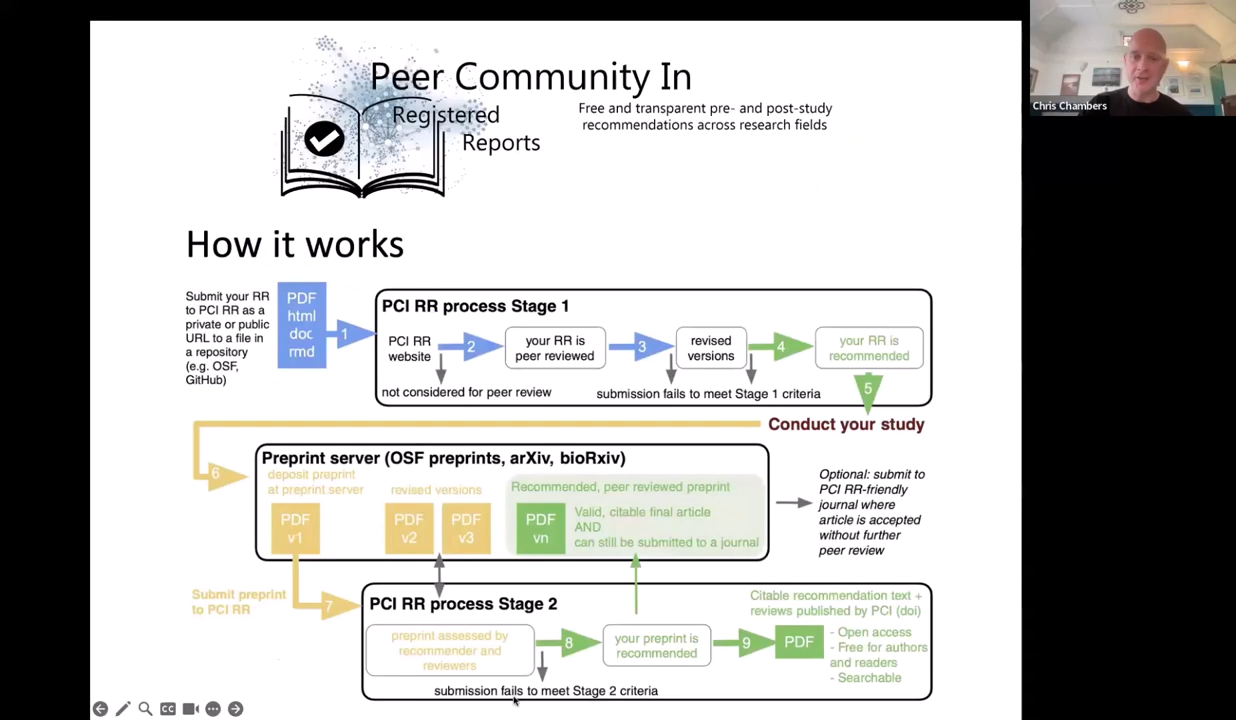 Peer Community In
Registered
Reports
Free and transparent pre- and post-study
recommendations across research fields
Chris Chambers
How it works
Submit your RR
to PCI RR as a
private or public
URL to a file in
a repository
(e.g. OSF,
GitHub)
PDF
html
doc
rmd
1
PCI RR process Stage 1
PCI RR
website
2
your RR is
peer reviewed
3
revised
versions
4
your RR is
recommended
not considered for peer review
submission fails to meet Stage 1 criteria
5
Conduct your study
6
Preprint server (OSF preprints, arXiv, bioRxiv)
deposit preprint
at preprint server
revised versions
Recommended, peer reviewed preprint
PDF
v1
PDF
v2
PDF
v3
PDF
vn
Valid, citable final article
AND
can still be submitted to a journal
Optional: submit to
PCI RR-friendly
journal where
article is accepted
without further
peer review
Submit preprint
to PCI RR
7
PCI RR process Stage 2
preprint assessed by
recommender and
reviewers
8
your preprint is
recommended
9
PDF
Citable recommendation text +
reviews published by PCI (doi)
- Open access
- Free for authors
and readers
- Searchable
submission fails to meet Stage 2 criteria
CC